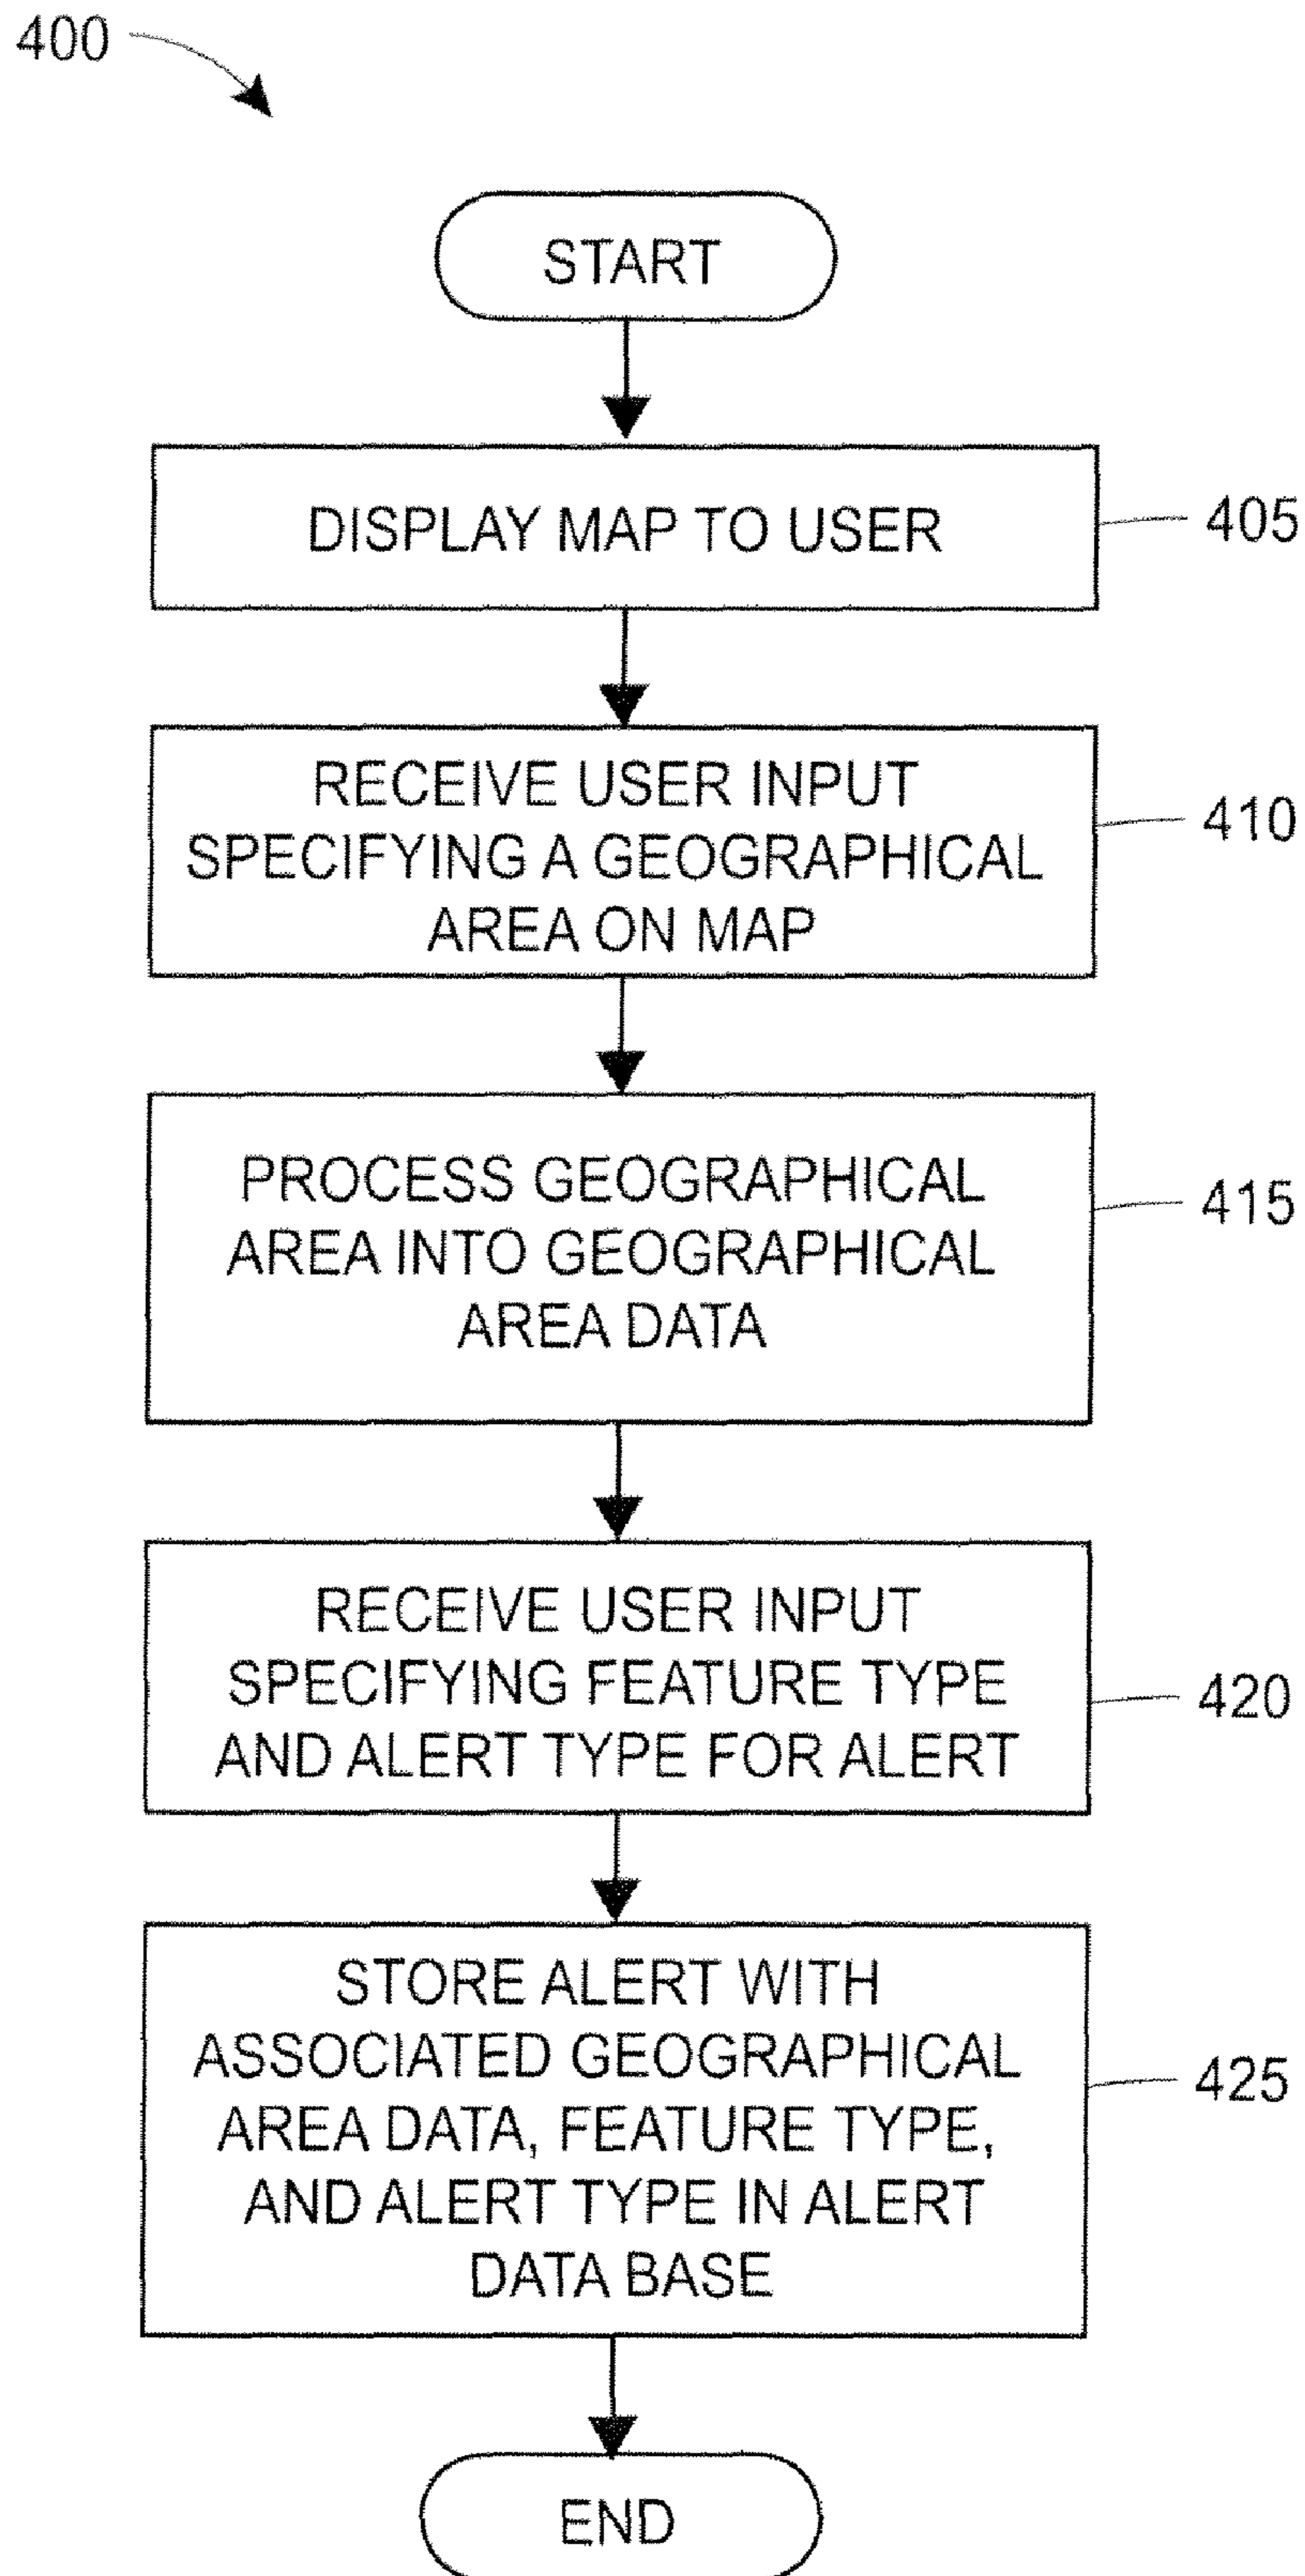 400
START
DISPLAY MAP TO USER
405
RECEIVE USER INPUT
SPECIFYING A GEOGRAPHICAL
AREA ON MAP
410
PROCESS GEOGRAPHICAL
AREA INTO GEOGRAPHICAL
AREA DATA
415
RECEIVE USER INPUT
SPECIFYING FEATURE TYPE
AND ALERT TYPE FOR ALERT
420
STORE ALERT WITH
ASSOCIATED GEOGRAPHICAL
AREA DATA, FEATURE TYPE,
AND ALERT TYPE IN ALERT
DATA BASE
425
END